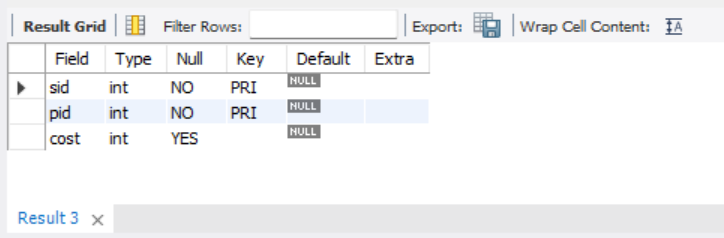 Result Grid Filter Rows: Export: Wrap Cell Content: IA
Field Type Null Key Default Extra
sid int NO PRI NULL
pid int NO PRI NULL
cost int YES NULL
Result 3 ×